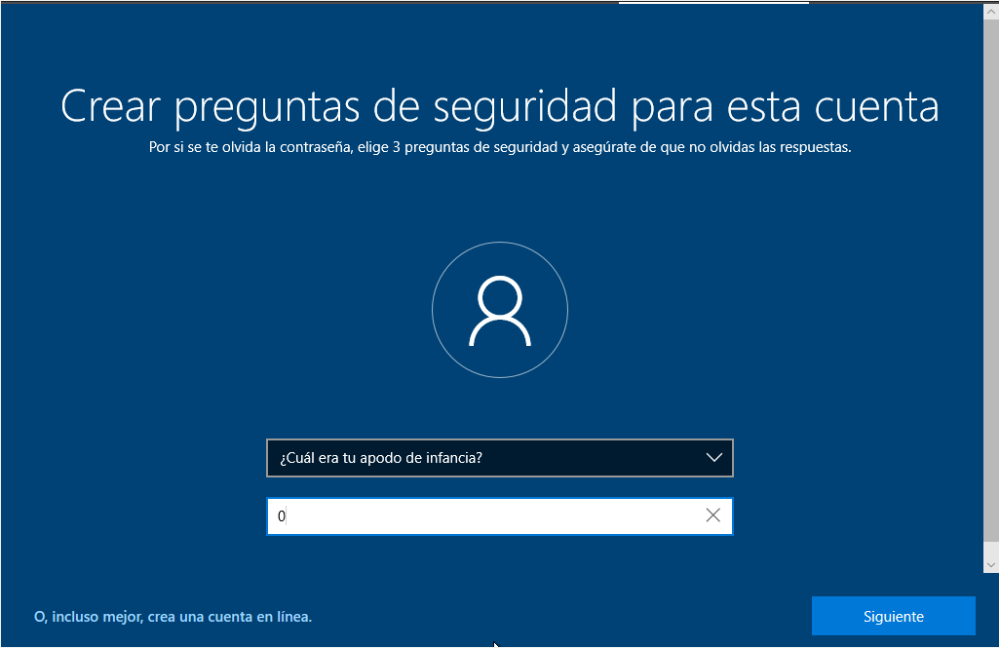 Crear preguntas de seguridad para esta cuenta
Por si se te olvida la contraseña, elige 3 preguntas de seguridad y asegúrate de que no olvidas las respuestas.
¿Cuál era tu apodo de infancia?
0
O, incluso mejor, crea una cuenta en línea.
Siguiente